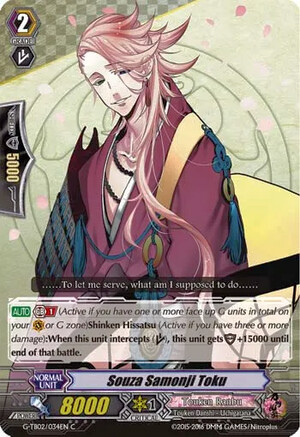 2
GRADE
5000
......To let me serve, what am I supposed to do......
AUTO GB 1 (Active if you have one or more face up G units in total on
your or G zone)Shinken Hissatsu (Active if you have three or more
damage):When this unit intercepts, this unit gets +15000 until
end of that battle.
NORMAL
UNIT
Souza Samonji Toku
8000
1
CRITICAL
Touken Ranbu
Touken Danshi - Uchigatana
G-TB02/034EN C
©2015-2016 DMM GAMES/Nitroplus